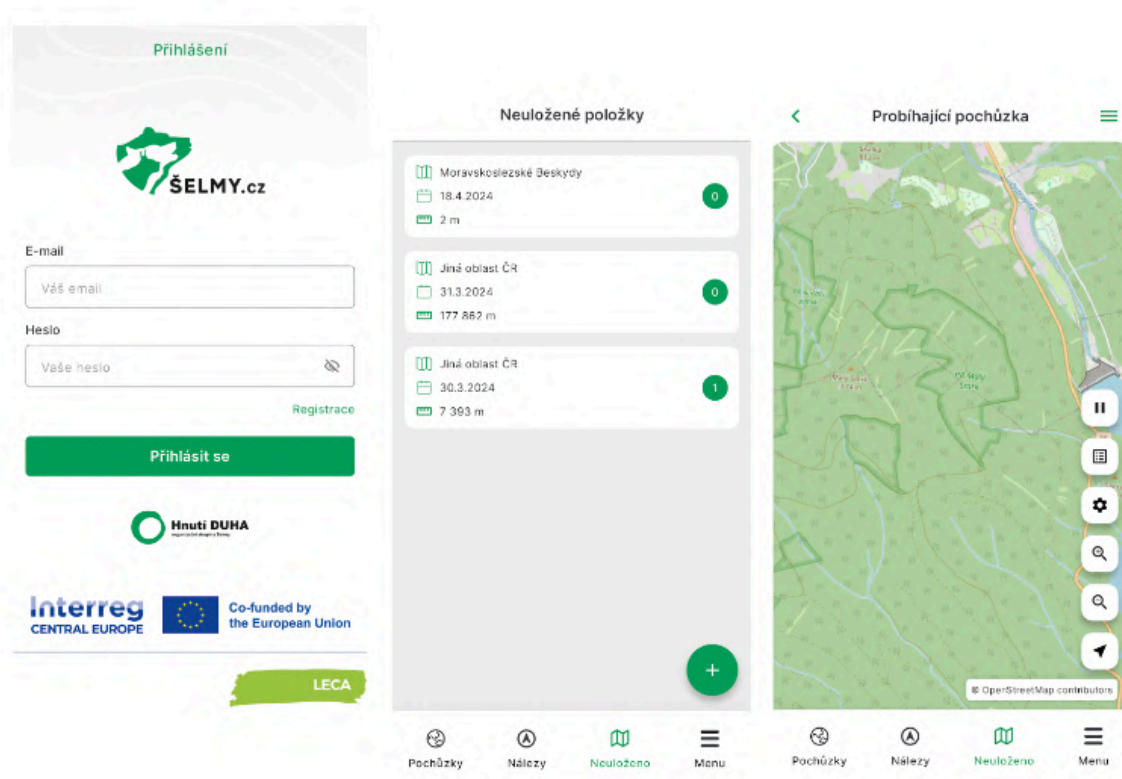 Přihlášení
ŠELMY.cz
E-mail
Váš email
Heslo
Vaše heslo
Registrace
Přihlásit se
Hnutí DUHA
Interreg
CENTRAL EUROPE
Co-funded by
the European Union
LECA
Neuložené položky
Moravskoslezské Beskydy
18.4.2024
2 m
0
Jiná oblast ČR
31.3.2024
177 862 m
0
Jiná oblast ČR
30.3.2024
7 393 m
1
+
Pochůzky
Nálezy
Neuloženo
Menu
Probíhající pochůzka
© OpenStreetMap contributors
Pochůzky
Nálezy
Neuloženo
Menu